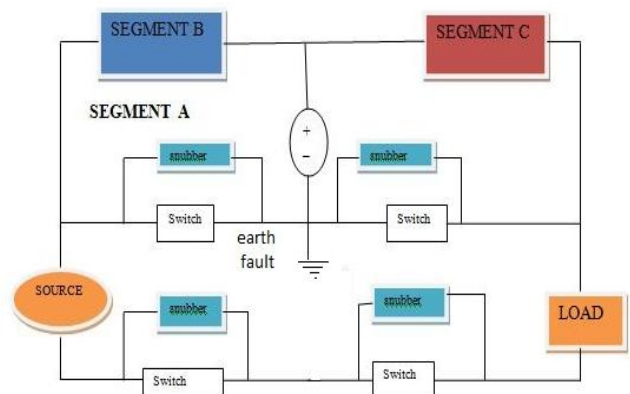 SEGMENT B
SEGMENT C
SEGMENT A
+
−
snubber
snubber
Switch
Switch
earth
fault
SOURCE
snubber
snubber
LOAD
Switch
Switch